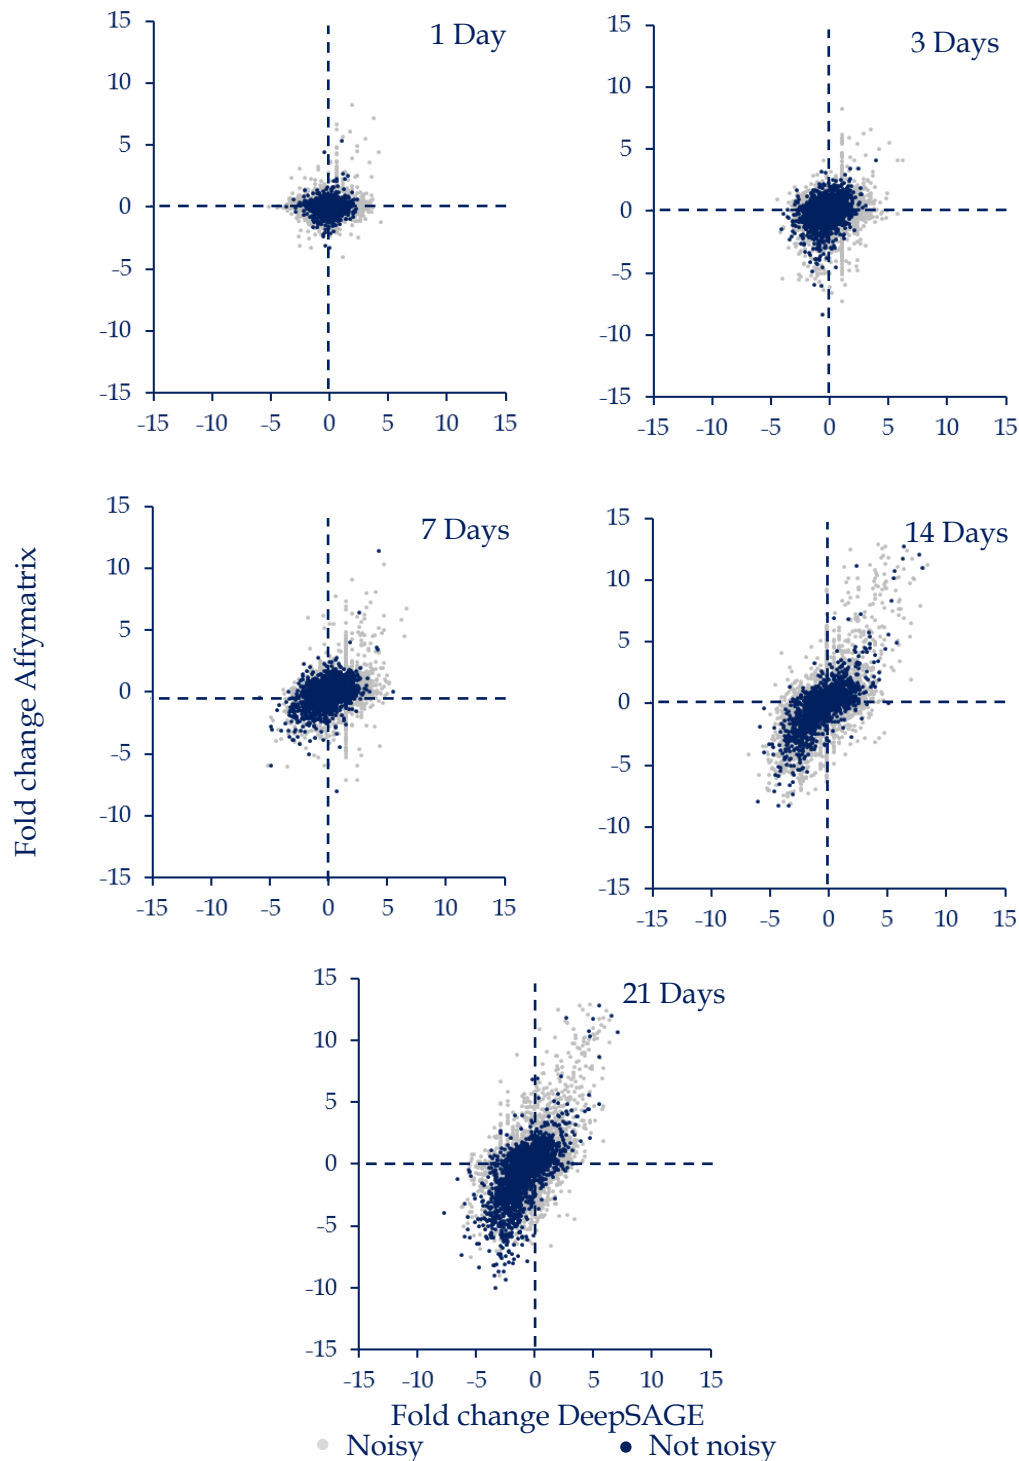 1 Day
15
10
5
0
-5
-10
-15
-15 -10 -5 0 5 10 15
3 Days
15
10
5
0
-5
-10
-15
-15 -10 -5 0 5 10 15
Fold change Affymatrix
7 Days
15
10
5
0
-5
-10
-15
-15 -10 -5 0 5 10 15
14 Days
15
10
5
0
-5
-10
-15
-15 -10 -5 0 5 10 15
21 Days
15
10
5
0
-5
-10
-15
-15 -10 -5 0 5 10 15
Fold change DeepSAGE
Noisy
Not noisy